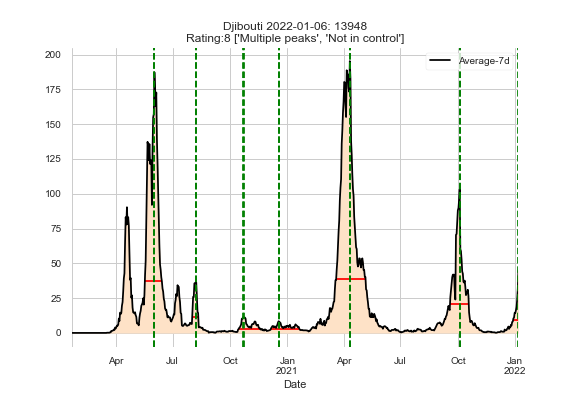 Djibouti 2022-01-06: 13948
Rating:8 ['Multiple peaks', 'Not in control']
Average-7d
200
175
150
125
100
75
50
25
0
Apr Jul Oct Jan Apr Jul Oct Jan
2021 2022
Date